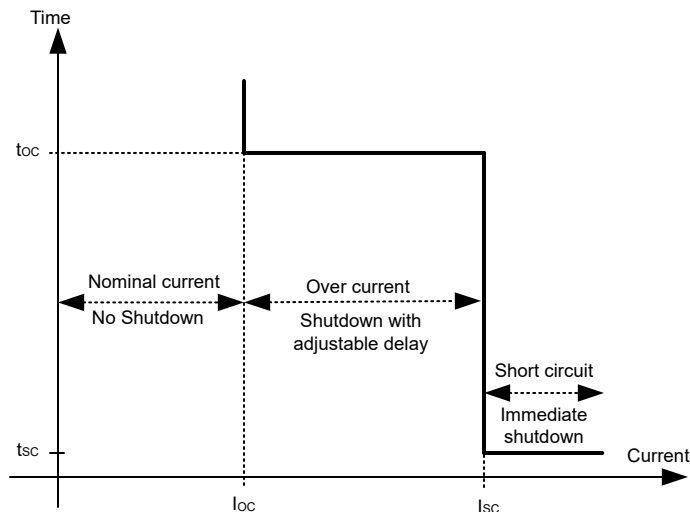 Time
tOC
Nominal current
No Shutdown
Over current
Shutdown with
adjustable delay
Short circuit
Immediate
shutdown
tSC
Current
IOC
ISC